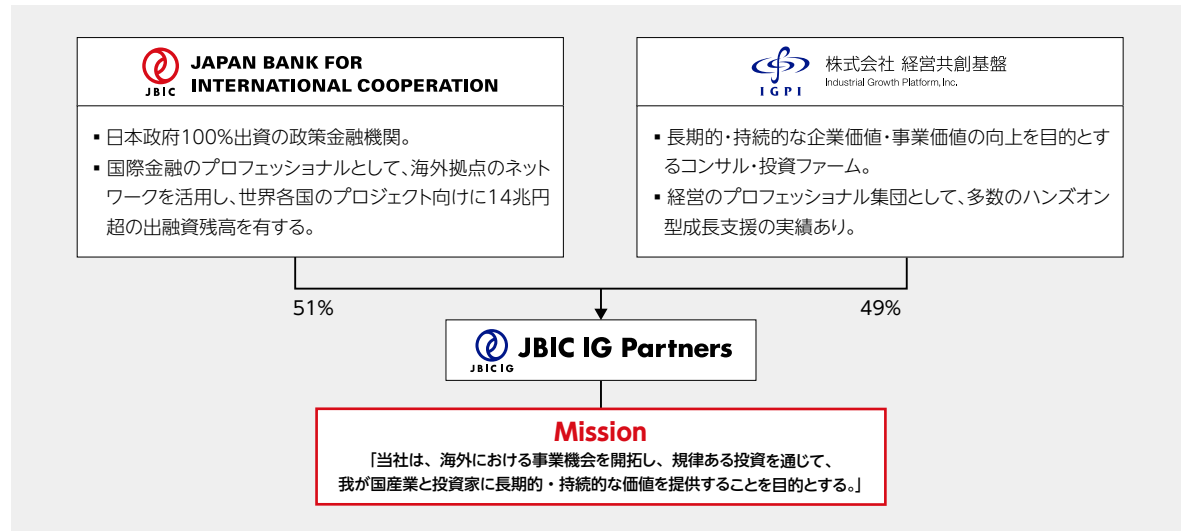 JBIC
JAPAN BANK FOR
INTERNATIONAL COOPERATION
▪ 日本政府100%出資の政策金融機関。
▪ 国際金融のプロフェッショナルとして、海外拠点のネット
ワークを活用し、世界各国のプロジェクト向けに14兆円
超の出融資残高を有する。
IGPI
株式会社 経営共創基盤
Industrial Growth Platform, Inc.
▪ 長期的・持続的な企業価値・事業価値の向上を目的とす
るコンサル・投資ファーム。
▪ 経営のプロフェッショナル集団として、多数のハンズオン
型成長支援の実績あり。
51%
49%
JBIC IG
JBIC IG Partners
Mission
「当社は、海外における事業機会を開拓し、規律ある投資を通じて、
我が国産業と投資家に長期的・持続的な価値を提供することを目的とする。」